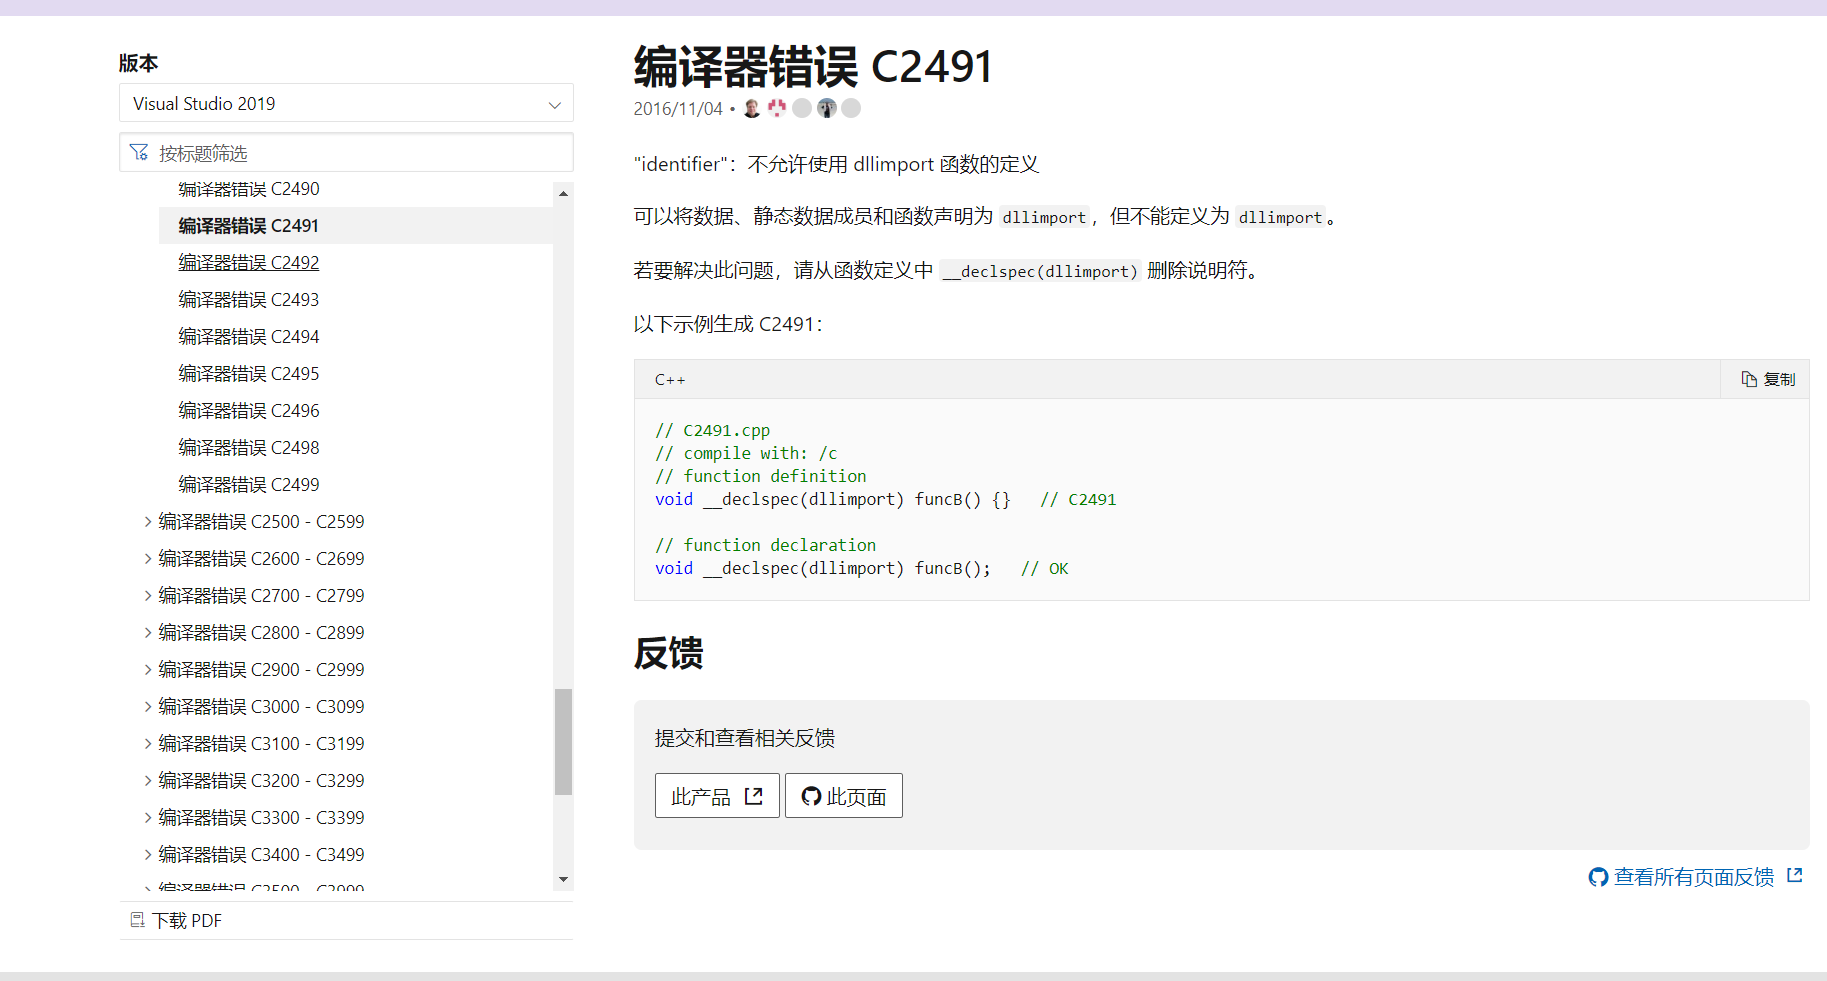 版本
Visual Studio 2019
按标题筛选
编译器错误 C2490
编译器错误 C2491
编译器错误 C2492
编译器错误 C2493
编译器错误 C2494
编译器错误 C2495
编译器错误 C2496
编译器错误 C2498
编译器错误 C2499
编译器错误 C2500 - C2599
编译器错误 C2600 - C2699
编译器错误 C2700 - C2799
编译器错误 C2800 - C2899
编译器错误 C2900 - C2999
编译器错误 C3000 - C3099
编译器错误 C3100 - C3199
编译器错误 C3200 - C3299
编译器错误 C3300 - C3399
编译器错误 C3400 - C3499
编译器错误 C3500 - C3999
下载 PDF
编译器错误 C2491
2016/11/04 •
"identifier"：不允许使用 dllimport 函数的定义
可以将数据、静态数据成员和函数声明为 dllimport，但不能定义为 dllimport。
若要解决此问题，请从函数定义中 __declspec(dllimport) 删除说明符。
以下示例生成 C2491：
C++
复制
// C2491.cpp
// compile with: /c
// function definition
void __declspec(dllimport) funcB() {}   // C2491
// function declaration
void __declspec(dllimport) funcB();   // OK
反馈
提交和查看相关反馈
此产品
此页面
查看所有页面反馈